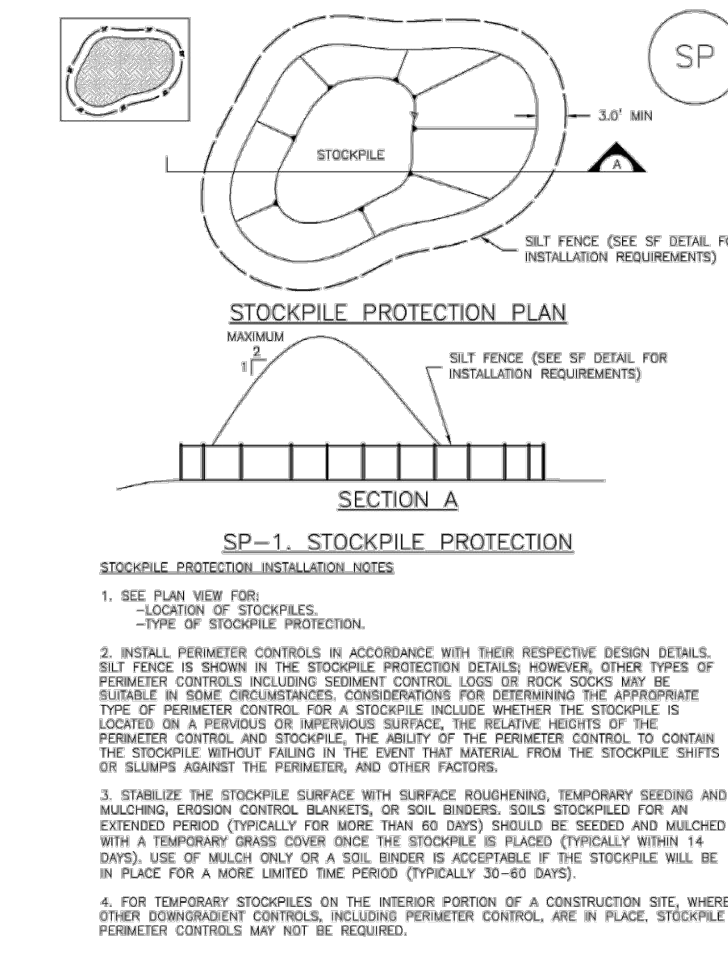 SP
3.0' MIN
STOCKPILE
A
SILT FENCE (SEE SF DETAIL
INSTALLATION REQUIREMENTS)
STOCKPILE PROTECTION PLAN
MAXIMUM
2
1
SILT FENCE (SEE SF DETAIL FOR
INSTALLATION REQUIREMENTS)
SECTION A
SP-1. STOCKPILE PROTECTION
STOCKPILE PROTECTION INSTALLATION NOTES
1. SEE PLAN VIEW FOR:
-LOCATION OF STOCKPILES.
-TYPE OF STOCKPILE PROTECTION.
2. INSTALL PERIMETER CONTROLS IN ACCORDANCE WITH THEIR RESPECTIVE DESIGN DETAILS.
SILT FENCE IS SHOWN IN THE STOCKPILE PROTECTION DETAILS; HOWEVER, OTHER TYPES OF
PERIMETER CONTROLS INCLUDING SEDIMENT CONTROL LOGS OR ROCK SOCKS MAY BE
SUITABLE IN SOME CIRCUMSTANCES. CONSIDERATIONS FOR DETERMINING THE APPROPRIATE
TYPE OF PERIMETER CONTROL FOR A STOCKPILE INCLUDE WHETHER THE STOCKPILE IS
LOCATED ON A PERVIOUS OR IMPERVIOUS SURFACE, THE RELATIVE HEIGHTS OF THE
PERIMETER CONTROL AND STOCKPILE, THE ABILITY OF THE PERIMETER CONTROL TO CONTAIN
THE STOCKPILE WITHOUT FAILING IN THE EVENT THAT MATERIAL FROM THE STOCKPILE SHIFTS
OR SLUMPS AGAINST THE PERIMETER, AND OTHER FACTORS.
3. STABILIZE THE STOCKPILE SURFACE WITH SURFACE ROUGHENING, TEMPORARY SEEDING AND
MULCHING, EROSION CONTROL BLANKETS, OR SOIL BINDERS. SOILS STOCKPILED FOR AN
EXTENDED PERIOD (TYPICALLY FOR MORE THAN 60 DAYS) SHOULD BE SEEDED AND MULCHED
WITH A TEMPORARY GRASS COVER ONCE THE STOCKPILE IS PLACED (TYPICALLY WITHIN 14
DAYS). USE OF MULCH ONLY OR A SOIL BINDER IS ACCEPTABLE IF THE STOCKPILE WILL BE
IN PLACE FOR A MORE LIMITED TIME PERIOD (TYPICALLY 30-60 DAYS).
4. FOR TEMPORARY STOCKPILES ON THE INTERIOR PORTION OF A CONSTRUCTION SITE, WHERE
OTHER DOWNGRADIENT CONTROLS, INCLUDING PERIMETER CONTROL, ARE IN PLACE, STOCKPILE
PERIMETER CONTROLS MAY NOT BE REQUIRED.